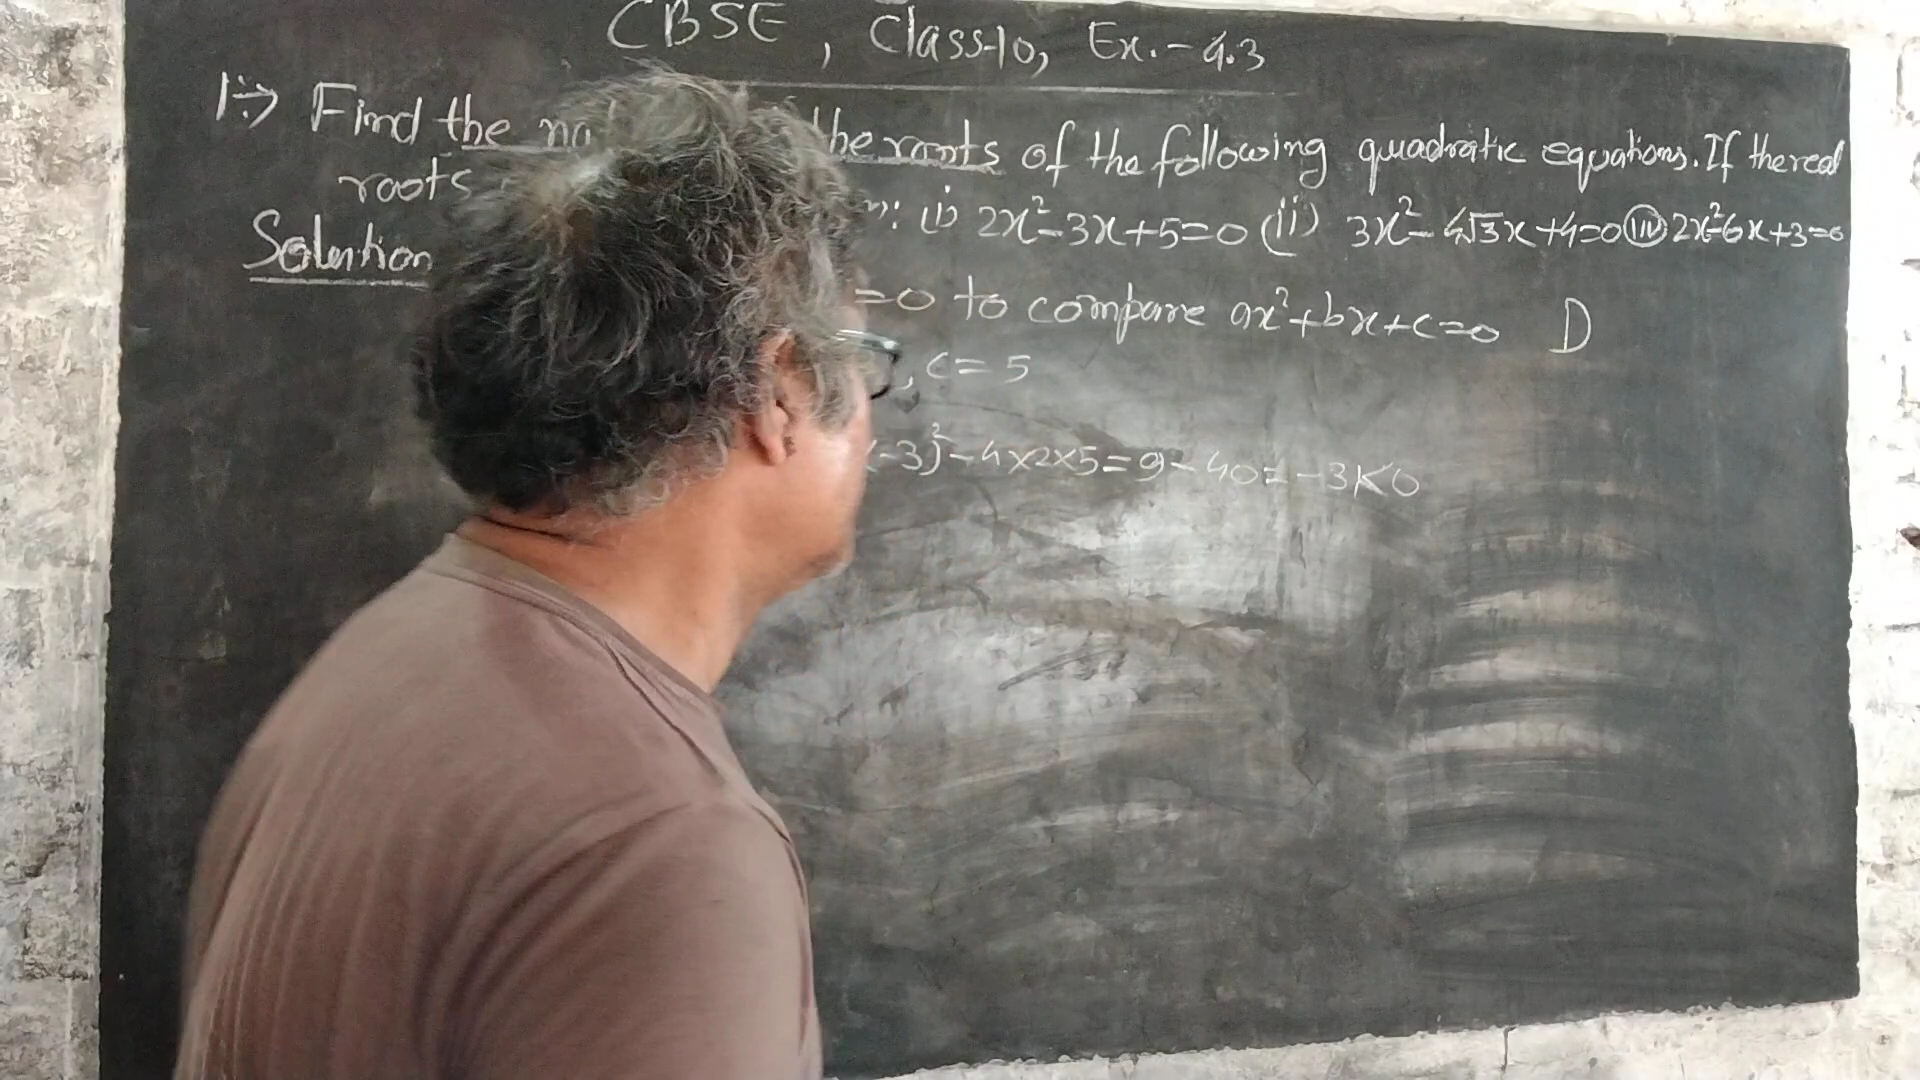 CBSE, Class-10, Ex.-4.3
1:-> Find the na the roots of the following quadratic equations. If the real
roots : (i) 2x²-3x+5=0 (ii) 3x²-4√3x+4=0 (iii) 2x²-6x+3=0
Solution
=0 to compare ax²+bx+c=0 D
, c=5
(-3)²-4×2×5=9-40=-31<0